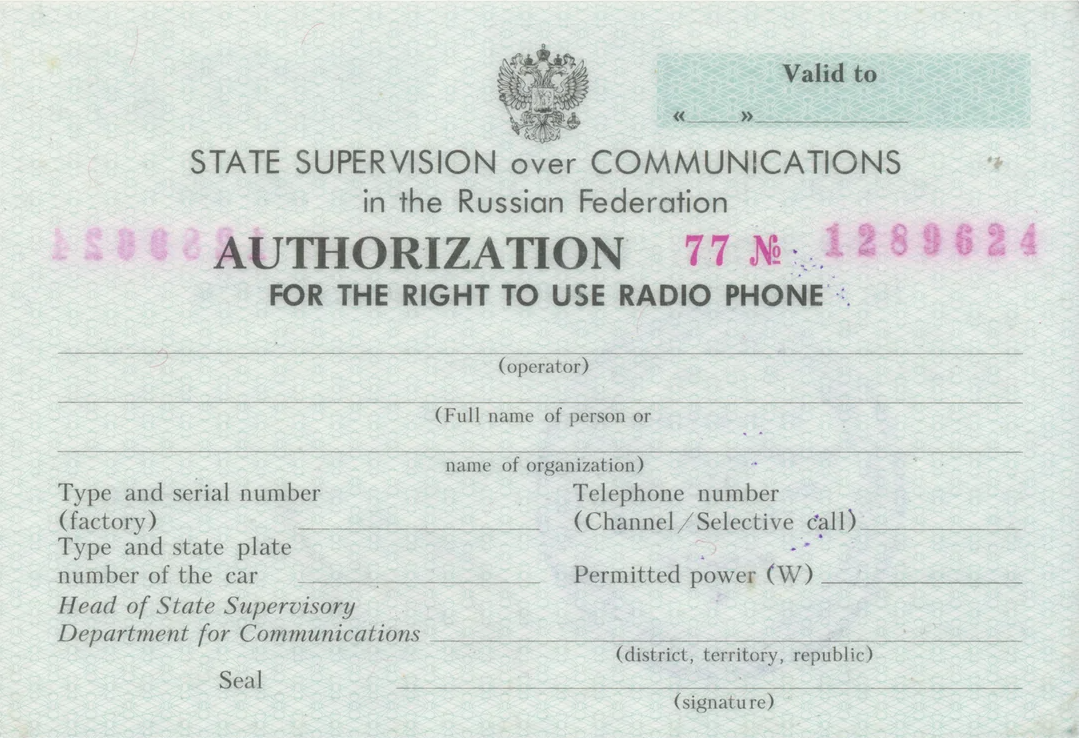 Valid to
« »
STATE SUPERVISION over COMMUNICATIONS
in the Russian Federation
AUTHORIZATION 77 № 1289624
FOR THE RIGHT TO USE RADIO PHONE
(operator)
(Full name of person or
name of organization)
Type and serial number
(factory)
Telephone number
(Channel/Selective call)
Type and state plate
number of the car
Permitted power (W)
Head of State Supervisory
Department for Communications
(district, territory, republic)
Seal
(signature)